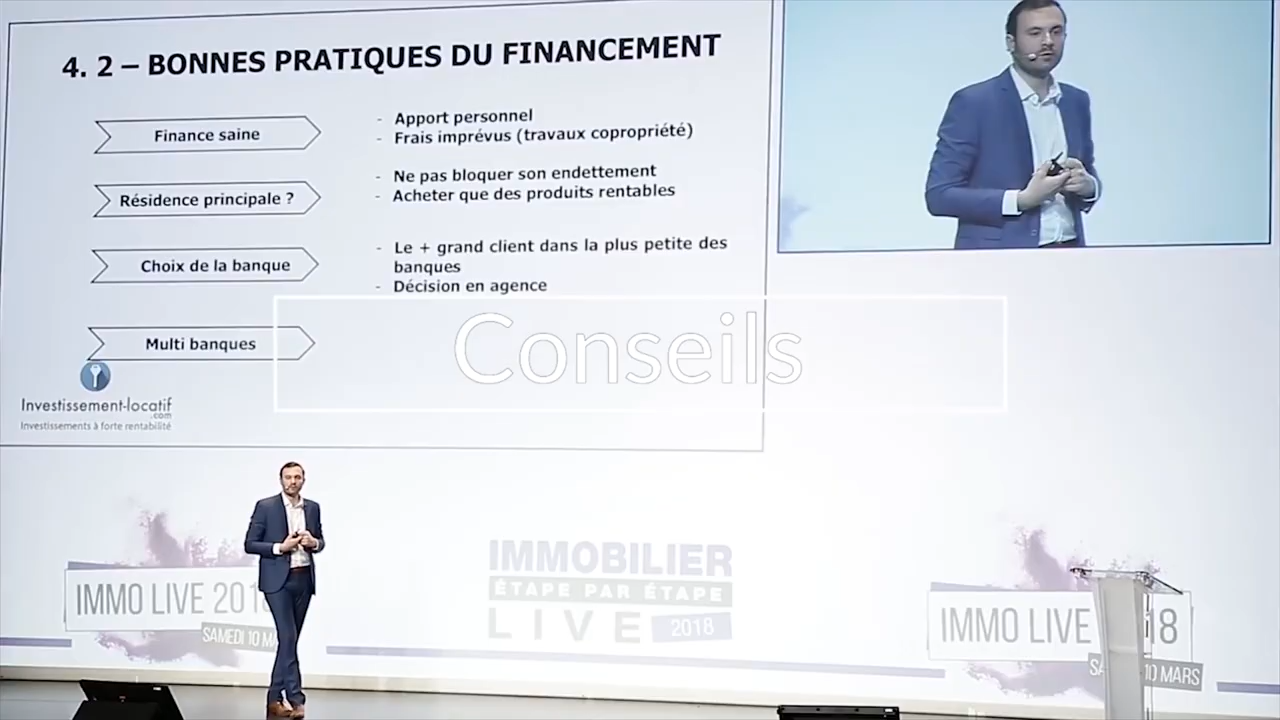 4. 2 – BONNES PRATIQUES DU FINANCEMENT
Finance saine
- Apport personnel
- Frais imprévus (travaux copropriété)
Résidence principale ?
- Ne pas bloquer son endettement
- Acheter que des produits rentables
Choix de la banque
- Le + grand client dans la plus petite des
banques
- Décision en agence
Multi banques
Conseils
Investissement-locatif
.com
Investissements à forte rentabilité
IMMO LIVE 201
SAMEDI 10 MA
IMMOBILIER
ÉTAPE PAR ÉTAPE
LIVE 2018
IMMO LIVE 18
SA 10 MARS